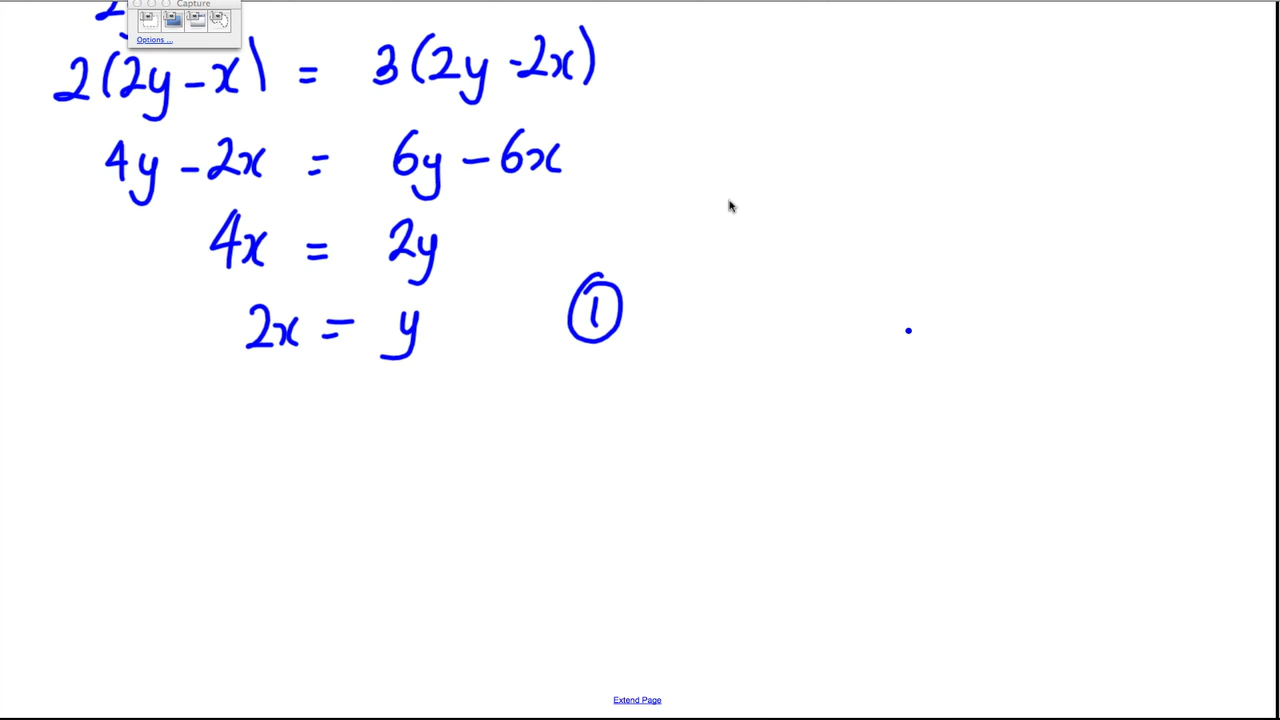 Capture
Options ...
2(2y - x) = 3(2y - 2x)
4y - 2x = 6y - 6x
4x = 2y
2x = y ①
Extend Page